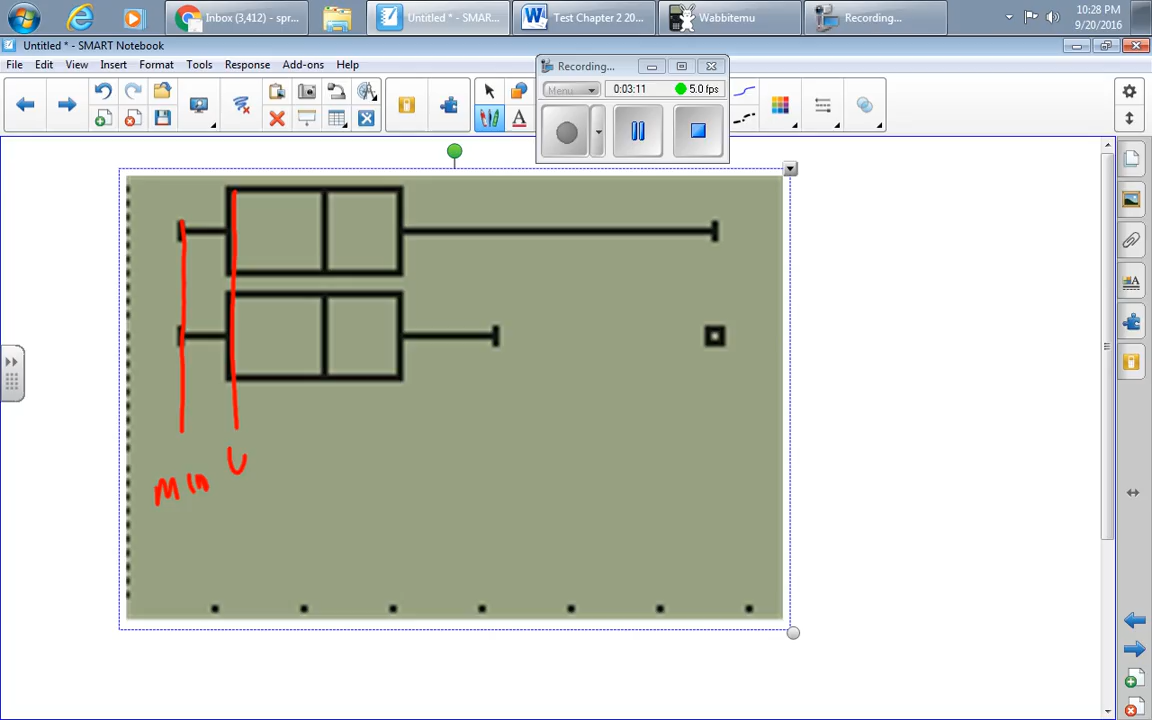 Inbox (3,412) - spr...
Untitled * - SMAR...
Test Chapter 2 20...
Wabbitemu
Recording...
10:28 PM
9/20/2016
Untitled * - SMART Notebook
File Edit View Insert Format Tools Response Add-ons Help
Recording...
Menu...
0:03:11
5.0 fps
A
min